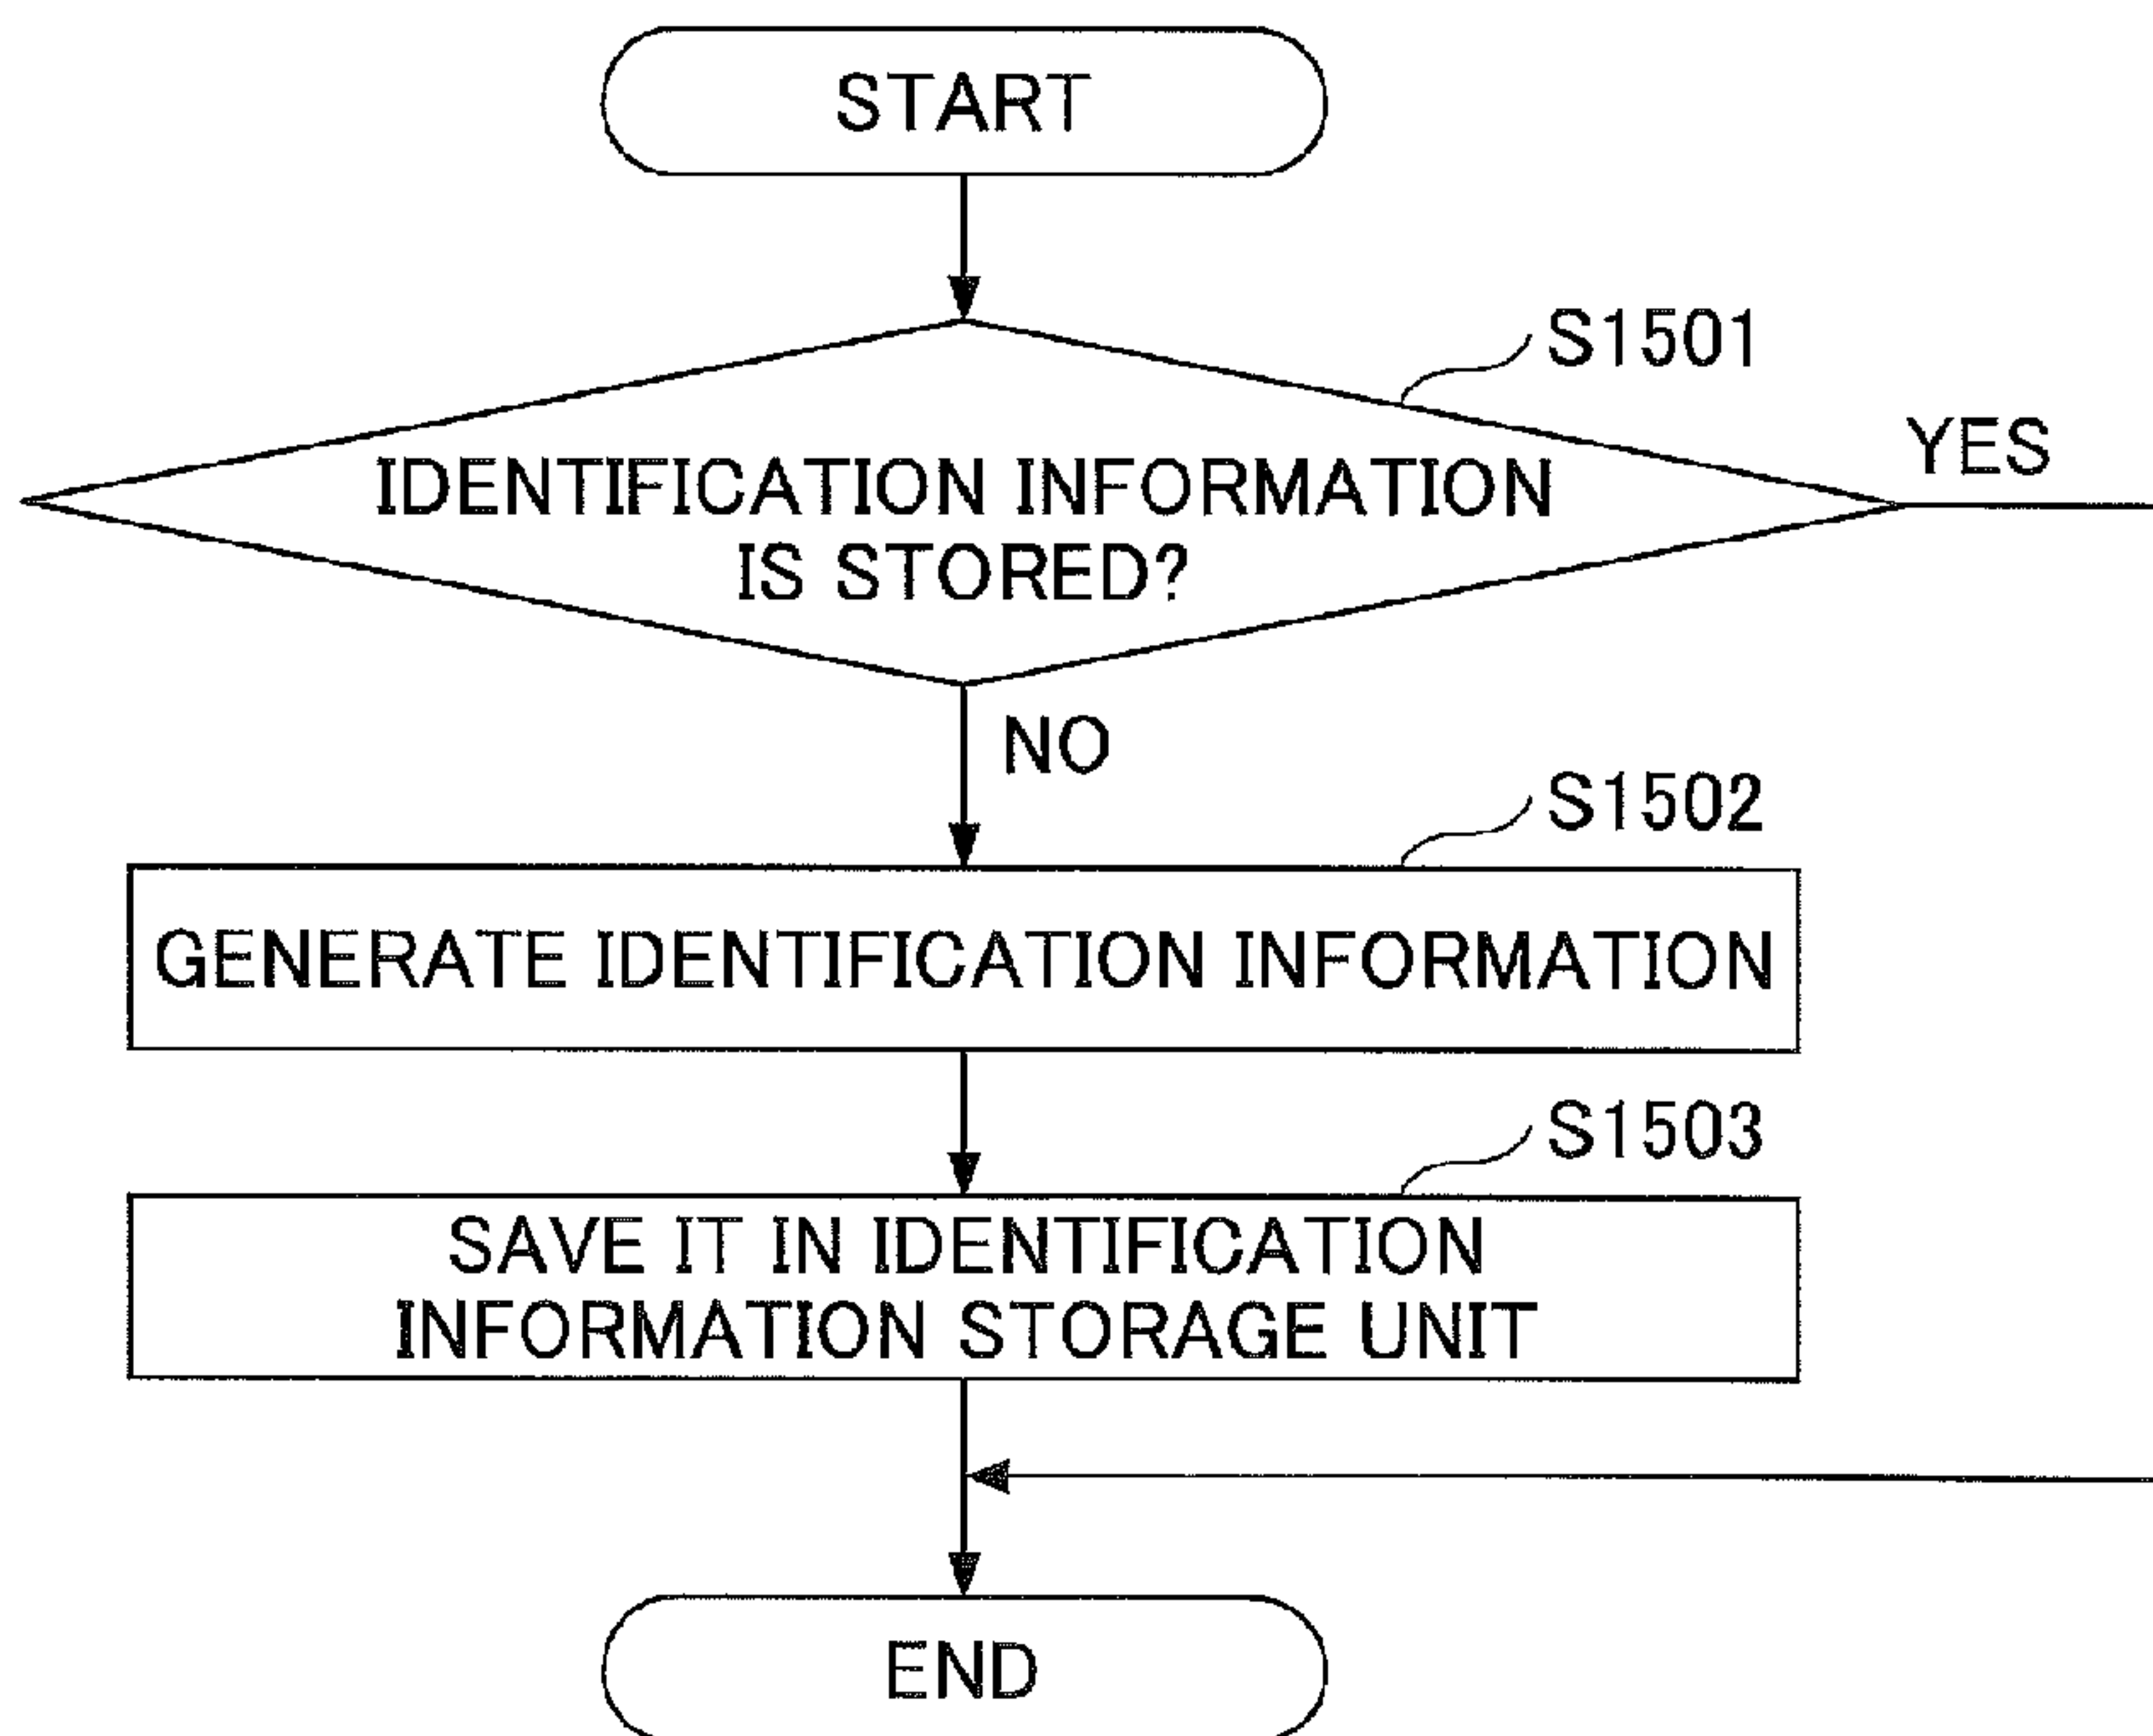 START
S1501
YES
IDENTIFICATION INFORMATION
IS STORED?
NO
S1502
GENERATE IDENTIFICATION INFORMATION
S1503
SAVE IT IN IDENTIFICATION
INFORMATION STORAGE UNIT
END